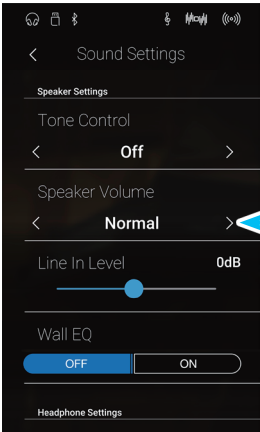 Sound Settings
Speaker Settings
Tone Control
Off
Speaker Volume
Normal
Line In Level 0dB
Wall EQ
OFF ON
Headphone Settings